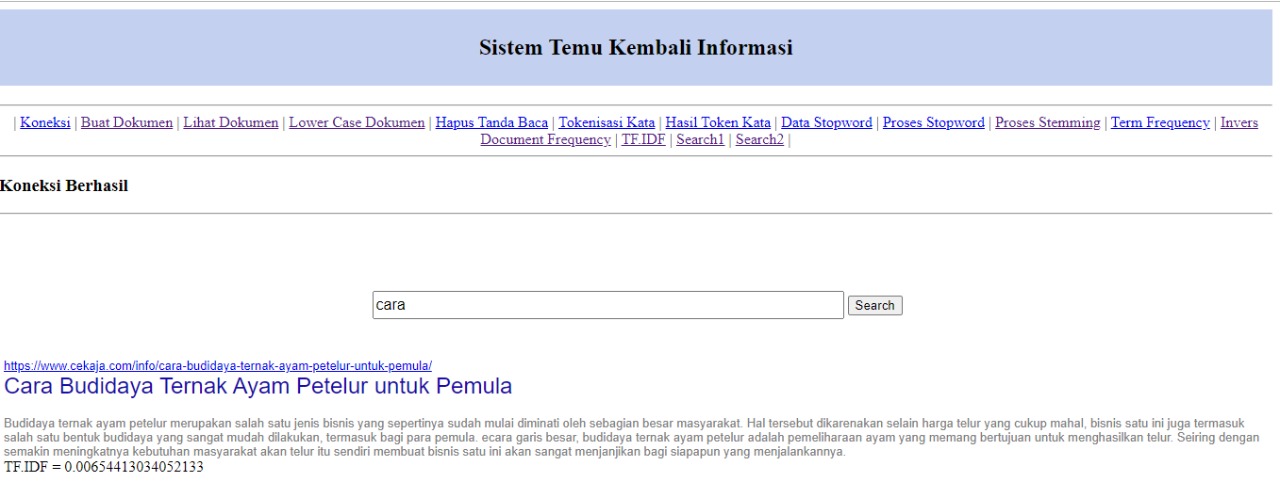 Sistem Temu Kembali Informasi
| Koneksi | Buat Dokumen | Lihat Dokumen | Lower Case Dokumen | Hapus Tanda Baca | Tokenisasi Kata | Hasil Token Kata | Data Stopword | Proses Stopword | Proses Stemming | Term Frequency | Invers
Document Frequency | TF.IDF | Search1 | Search2 |
Koneksi Berhasil
cara Search
https://www.cekaja.com/info/cara-budidaya-ternak-ayam-petelur-untuk-pemula/
Cara Budidaya Ternak Ayam Petelur untuk Pemula
Budidaya ternak ayam petelur merupakan salah satu jenis bisnis yang sepertinya sudah mulai diminati oleh sebagian besar masyarakat. Hal tersebut dikarenakan selain harga telur yang cukup mahal, bisnis satu ini juga termasuk
salah satu bentuk budidaya yang sangat mudah dilakukan, termasuk bagi para pemula. ecara garis besar, budidaya ternak ayam petelur adalah pemeliharaan ayam yang memang bertujuan untuk menghasilkan telur. Seiring dengan
semakin meningkatnya kebutuhan masyarakat akan telur itu sendiri membuat bisnis satu ini akan sangat menjanjikan bagi siapapun yang menjalankannya.
TF.IDF = 0.00654413034052133